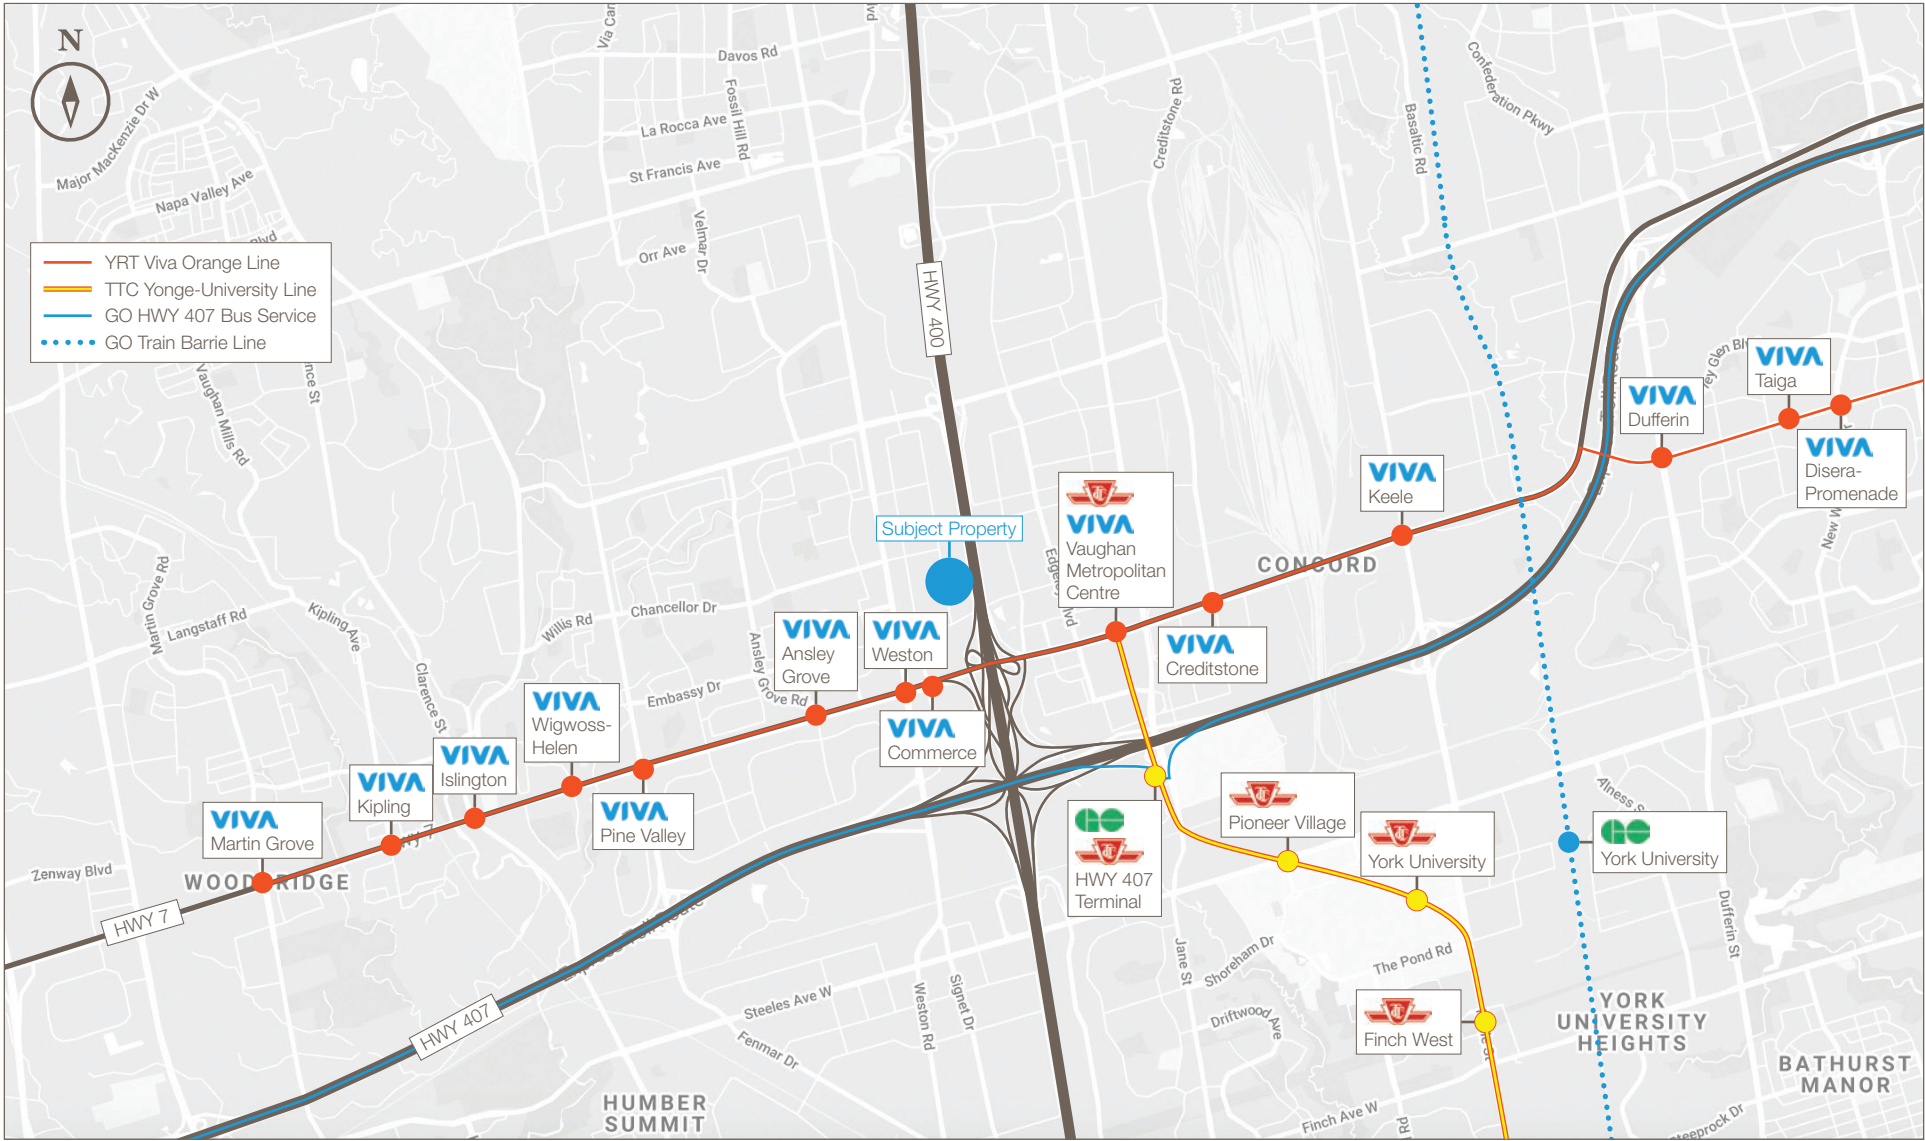 N
Via Cam
Davos Rd
Fossil Hill Rd
La Rocca Ave
St Francis Ave
Velmar Dr
Orr Ave
Major MacKenzie Dr W
Napa Valley Ave
Creditstone Rd
Basaltic Rd
Confederation Pkwy
YRT Viva Orange Line
TTC Yonge-University Line
GO HWY 407 Bus Service
GO Train Barrie Line
HWY 400
Vaughan Mills Rd
VIVA
Taiga
VIVA
Dufferin
VIVA
Disera-
Promenade
VIVA
Keele
CONCORD
VIVA
Vaughan
Metropolitan
Centre
Subject Property
VIVA
Creditstone
Martin Grove Rd
Langstaff Rd
Kipling Ave
Clarence St
Willis Rd
Chancellor Dr
Ansley Grove Rd
Embassy Dr
VIVA
Ansley
Grove
VIVA
Weston
VIVA
Commerce
VIVA
Wigwoss-
Helen
VIVA
Pine Valley
VIVA
Islington
VIVA
Kipling
VIVA
Martin Grove
Zenway Blvd
HWY 7
HWY 407
GO
HWY 407
Terminal
Pioneer Village
York University
GO
York University
Finch West
Dufferin St
Jane St
Shoreham Dr
The Pond Rd
Driftwood Ave
Steeles Ave W
Fenmar Dr
Weston Rd
Signet Dr
Finch Ave W
HUMBER
SUMMIT
YORK
UNIVERSITY
HEIGHTS
BATHURST
MANOR